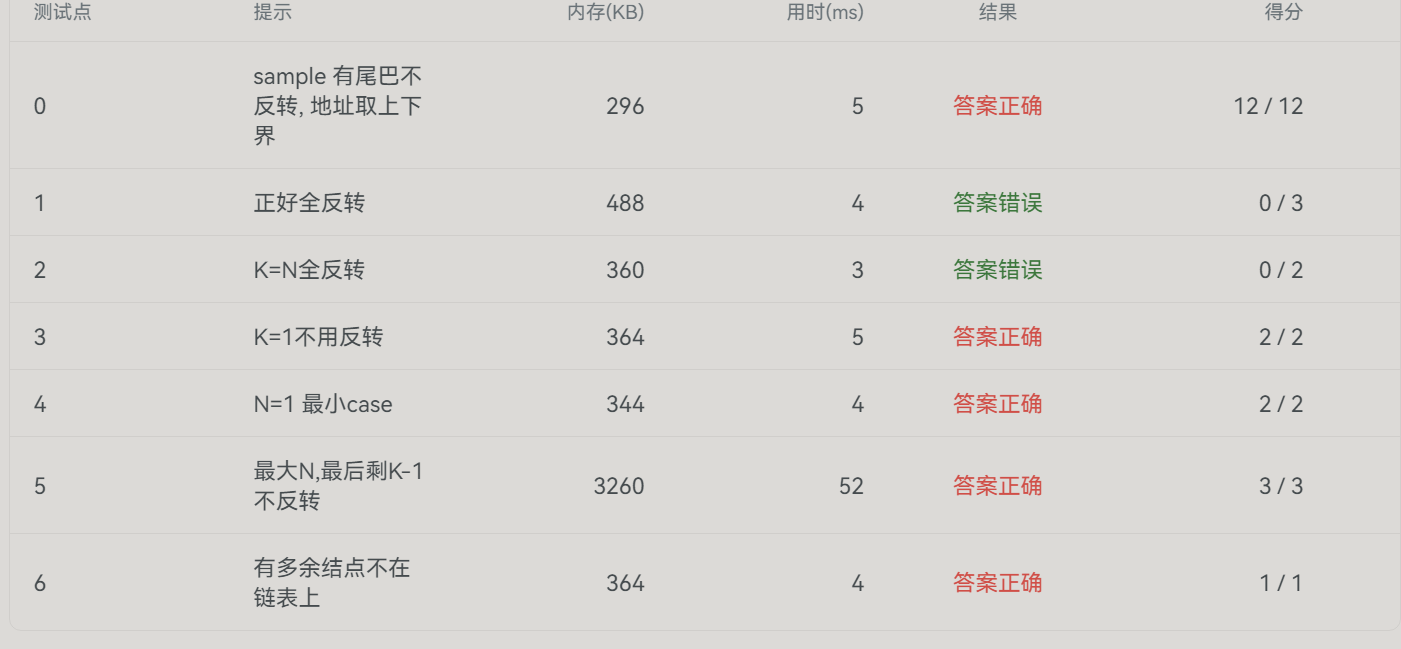 测试点 提示 内存(KB) 用时(ms) 结果 得分
sample 有尾巴不
0 反转, 地址取上下 296 5 答案正确 12 / 12
界
1 正好全反转 488 4 答案错误 0 / 3
2 K=N全反转 360 3 答案错误 0 / 2
3 K=1不用反转 364 5 答案正确 2 / 2
4 N=1 最小case 344 4 答案正确 2 / 2
最大N,最后剩K-1
5 3260 52 答案正确 3 / 3
不反转
有多余结点不在
6 364 4 答案正确 1 / 1
链表上